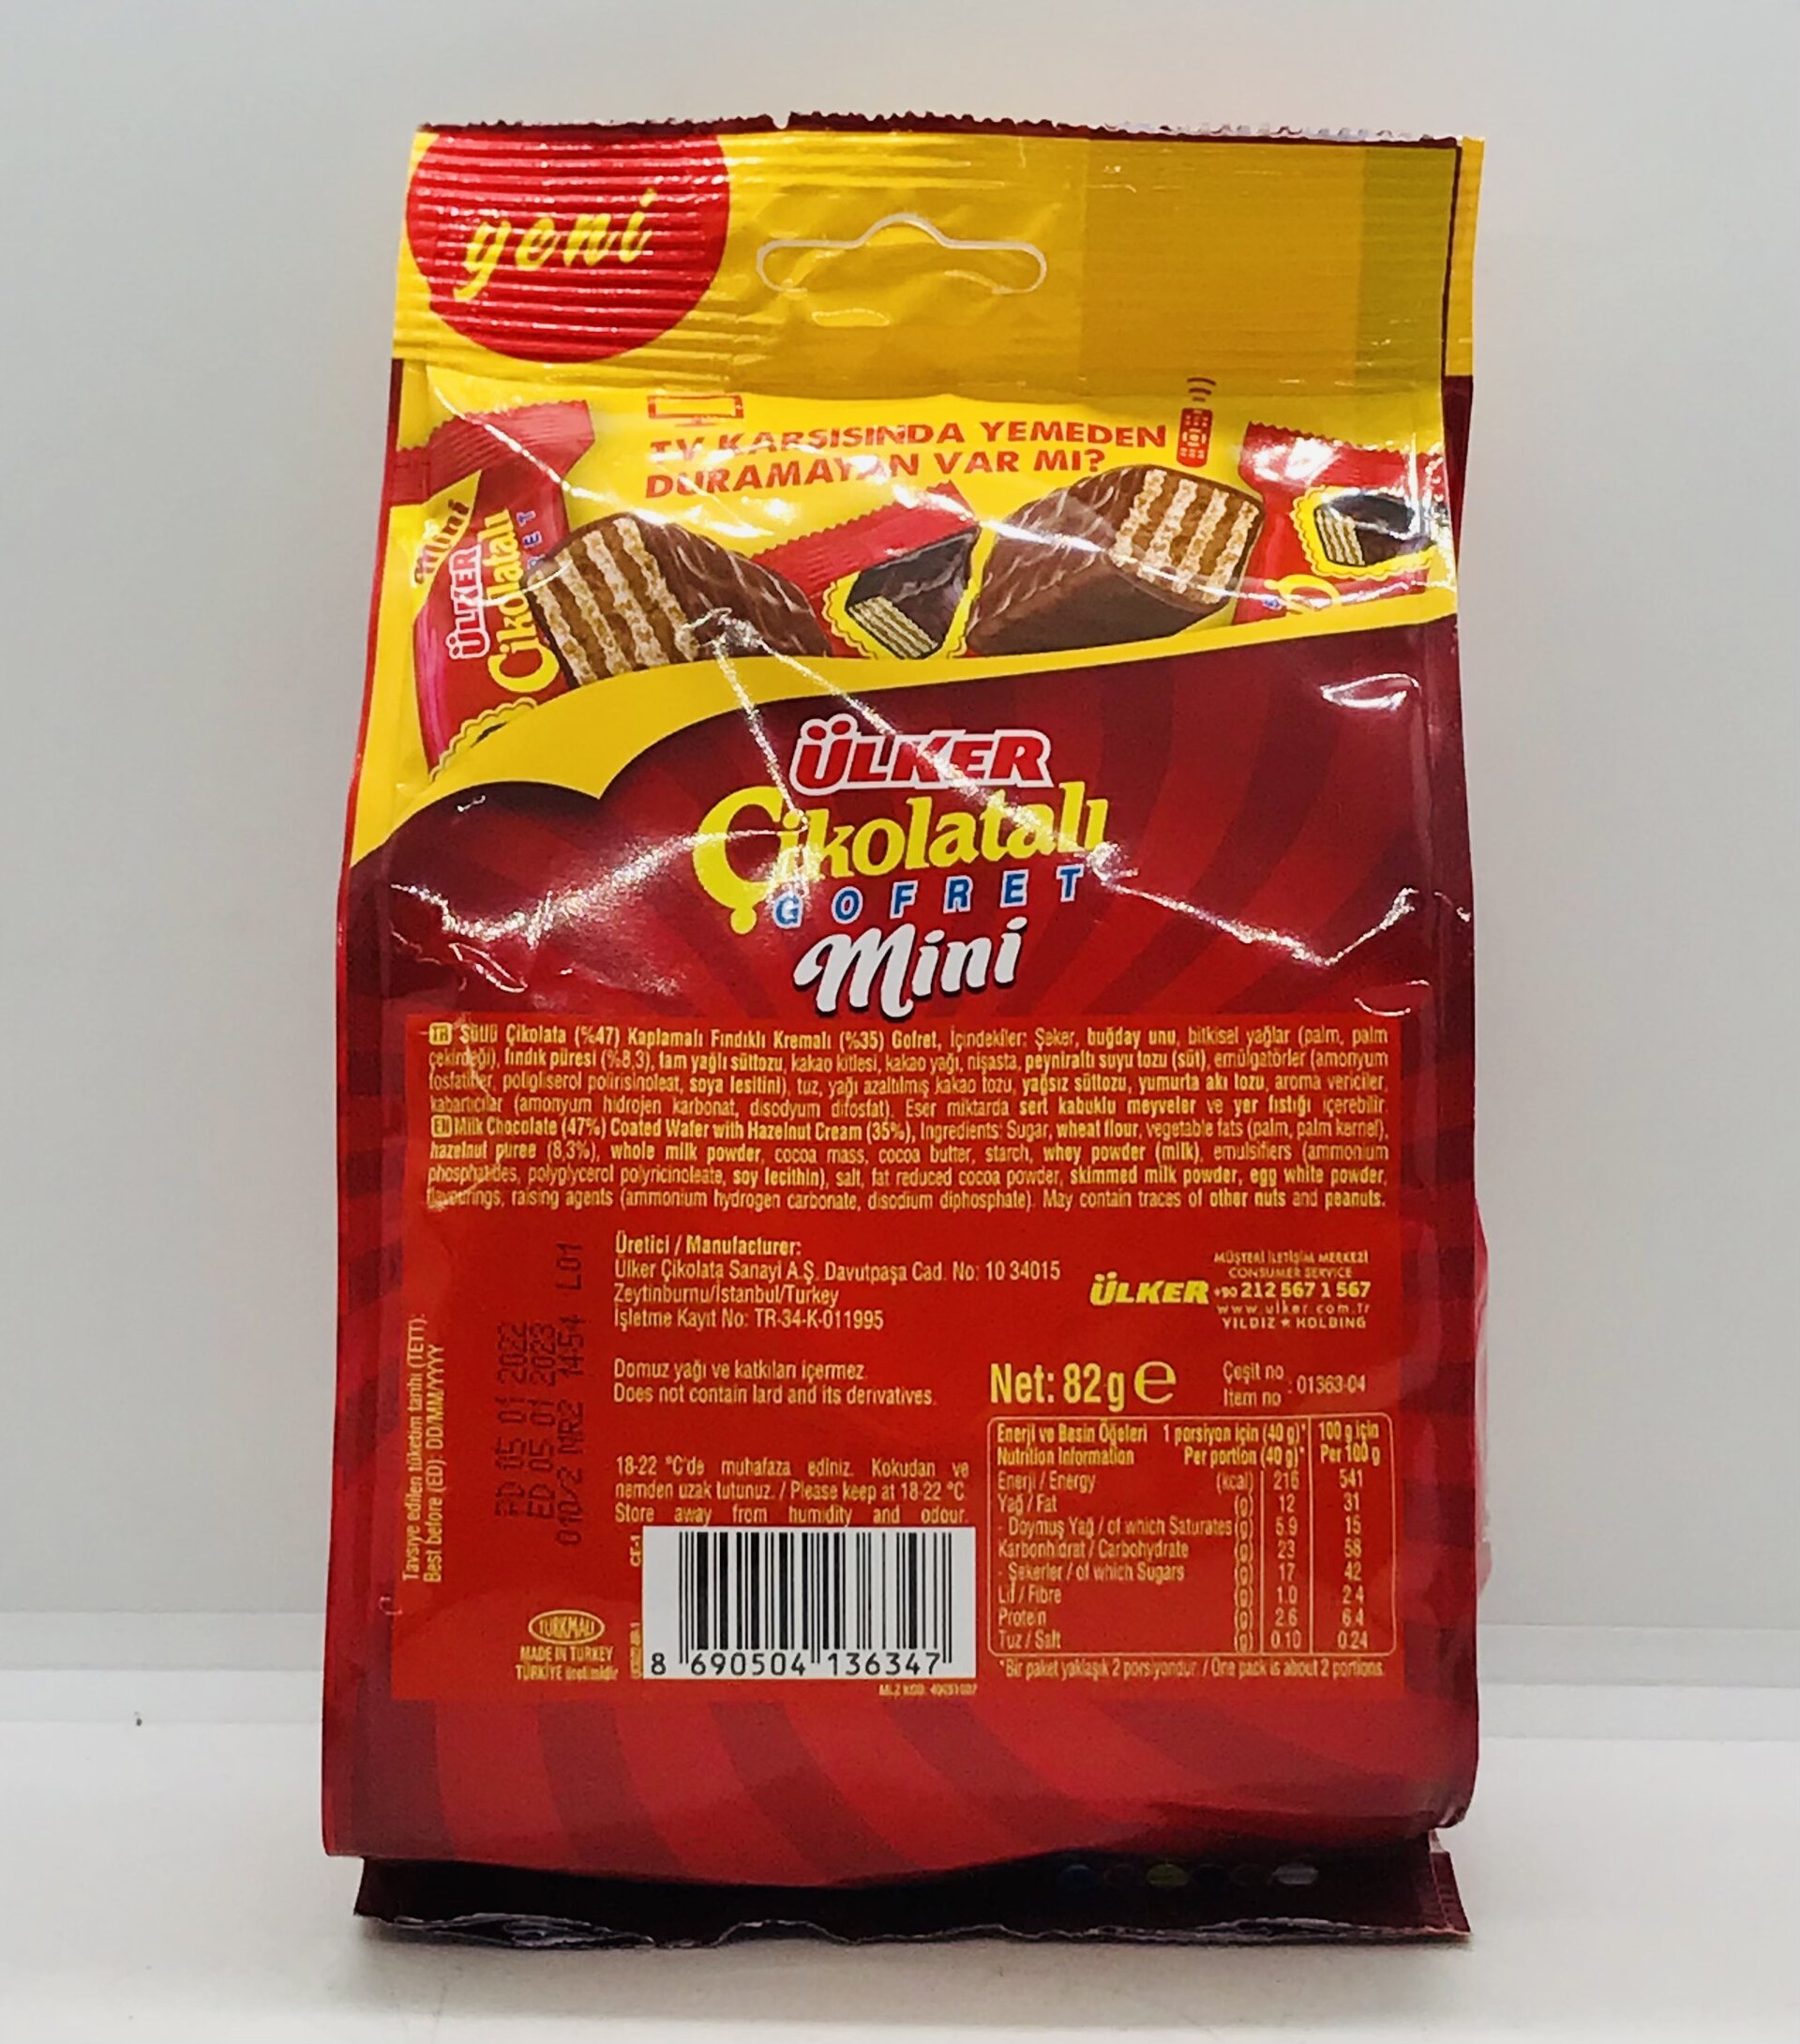 yeni
TV KARŞISINDA YEMEDEN
DURAMAYAN VAR MI?
Mini
ÜLKER
Çikolatalı
ÜLKER
Çikolatalı
GOFRET
Mini
TR Sütlü Çikolata (%47) Kaplamalı Fındıklı Kremalı (%35) Gofret, İçindekiler: Şeker, buğday unu, bitkisel yağlar (palm, palm
çekirdeği), fındık püresi (%8,3), tam yağlı süttozu, kakao kitlesi, kakao yağı, nişasta, peyniraltı suyu tozu (süt), emülgatörler (amonyum
fosfatitler, poligliserol polirisinoleat, soya lesitini), tuz, yağı azaltılmış kakao tozu, yağsız süttozu, yumurta akı tozu, aroma vericiler,
kabartıcılar (amonyum hidrojen karbonat, disodyum difosfat). Eser miktarda sert kabuklu meyveler ve yer fıstığı içerebilir.
EN Milk Chocolate (47%) Coated Wafer with Hazelnut Cream (35%), Ingredients: Sugar, wheat flour, vegetable fats (palm, palm kernel),
hazelnut puree (8,3%), whole milk powder, cocoa mass, cocoa butter, starch, whey powder (milk), emulsifiers (ammonium
phosphatides, polyglycerol polyricinoleate, soy lecithin), salt, fat reduced cocoa powder, skimmed milk powder, egg white powder,
flavourings, raising agents (ammonium hydrogen carbonate, disodium diphosphate). May contain traces of other nuts and peanuts.
Üretici / Manufacturer:
Ülker Çikolata Sanayi A.Ş. Davutpaşa Cad. No: 10 34015
Zeytinburnu/İstanbul/Turkey
İşletme Kayıt No: TR-34-K-011995
ÜLKER
MÜŞTERİ İLETİŞİM MERKEZİ
CONSUMER SERVICE
+90 212 567 1 567
www.ulker.com.tr
YILDIZ ★ HOLDING
Tavsiye edilen tüketim tarihi (TETT):
Best before (ED): DD/MM/YYYY
PD 05 01 2022
ED 05 01 2023
010/2 MR2 14:54 L01
Domuz yağı ve katkıları içermez.
Does not contain lard and its derivatives.
Net: 82 g e
Çeşit no
Item no : 01363-04
18-22 °C'de muhafaza ediniz. Kokudan ve
nemden uzak tutunuz. / Please keep at 18-22 °C
Store away from humidity and odour.
Enerji ve Besin Öğeleri 1 porsiyon için (40 g)* 100 g için
Nutrition Information Per portion (40 g)* Per 100 g
Enerji / Energy (kcal) 216 541
Yağ / Fat (g) 12 31
- Doymuş Yağ / of which Saturates (g) 5.9 15
Karbonhidrat / Carbohydrate (g) 23 58
- Şekerler / of which Sugars (g) 17 42
Lif / Fibre (g) 1.0 2.4
Protein (g) 2.6 6.4
Tuz / Salt (g) 0.10 0.24
*Bir paket yaklaşık 2 porsiyondur. / One pack is about 2 portions.
TÜRKMALI
MADE IN TURKEY
TÜRKİYE üretimidir
8 690504 136347